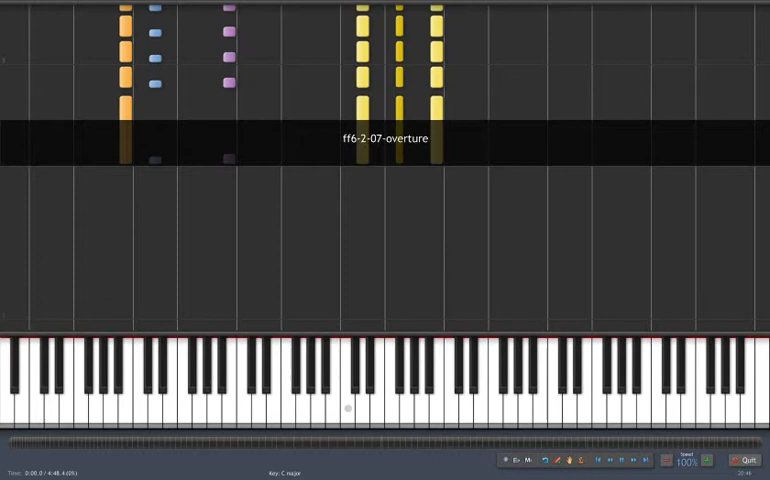 ff6-2-07-overture
Speed
100%
Quit
Time: 0:00.0 / 4:48.4 (0%)
Key: C major